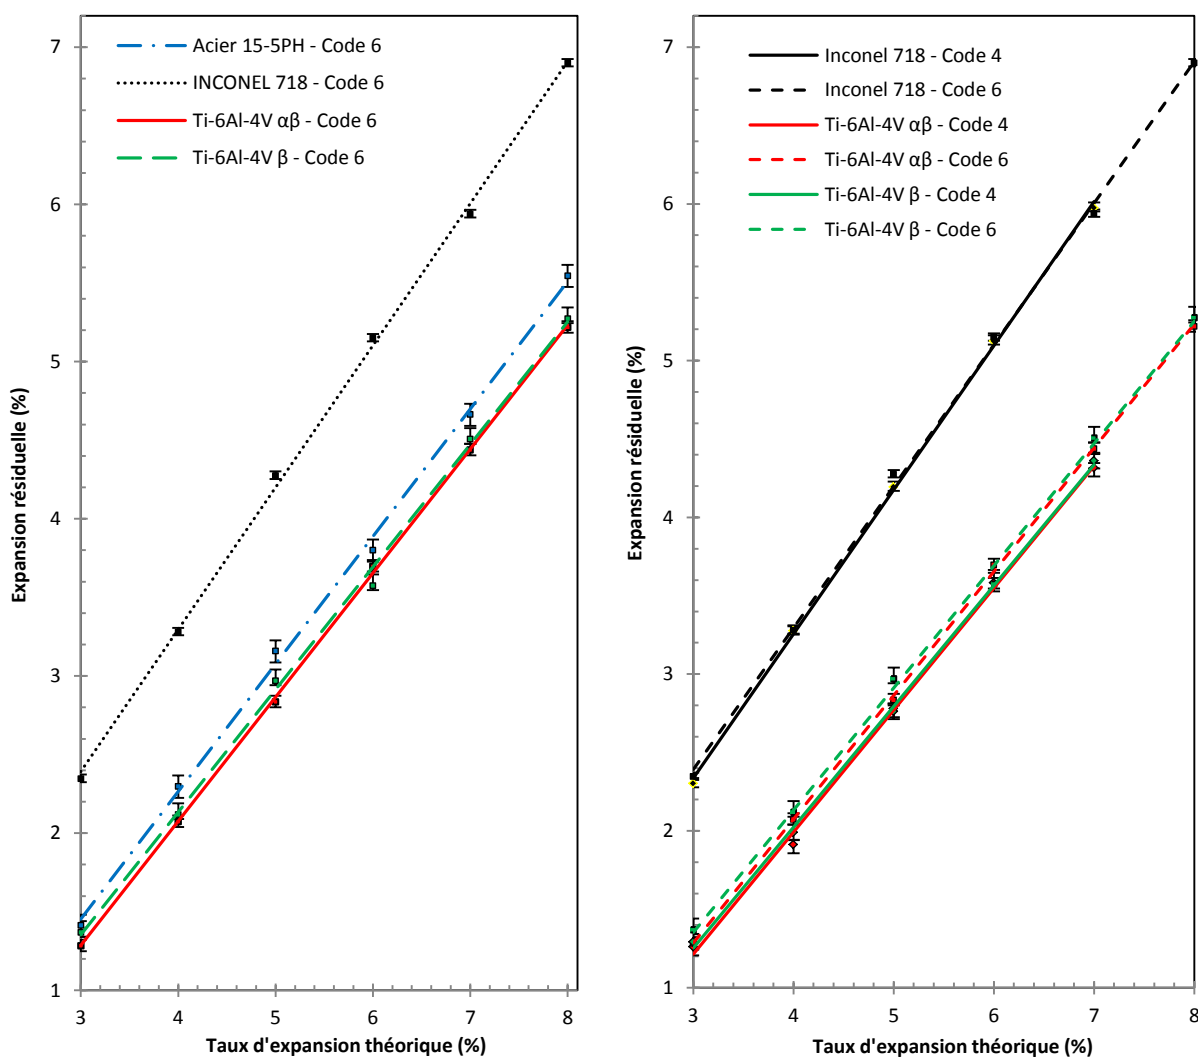 Acier 15-5PH - Code 6
INCONEL 718 - Code 6
Ti-6Al-4V αβ - Code 6
Ti-6Al-4V β - Code 6
7
6
5
4
3
2
1
Expansion résiduelle (%)
3 4 5 6 7 8
Taux d'expansion théorique (%)
Inconel 718 - Code 4
Inconel 718 - Code 6
Ti-6Al-4V αβ - Code 4
Ti-6Al-4V αβ - Code 6
Ti-6Al-4V β - Code 4
Ti-6Al-4V β - Code 6
7
6
5
4
3
2
1
Expansion résiduelle (%)
3 4 5 6 7 8
Taux d'expansion théorique (%)